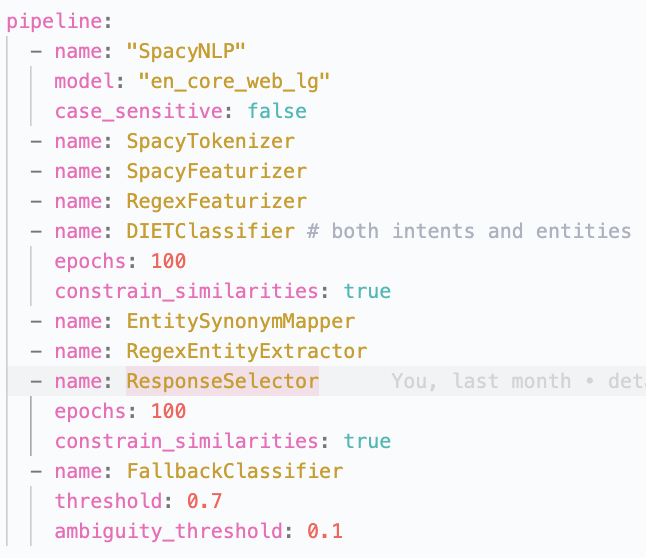 pipeline:
- name: "SpacyNLP"
model: "en_core_web_lg"
case_sensitive: false
- name: SpacyTokenizer
- name: SpacyFeaturizer
- name: RegexFeaturizer
- name: DIETClassifier # both intents and entities
epochs: 100
constrain_similarities: true
- name: EntitySynonymMapper
- name: RegexEntityExtractor
- name: ResponseSelector You, last month •
epochs: 100
constrain_similarities: true
- name: FallbackClassifier
threshold: 0.7
ambiguity_threshold: 0.1